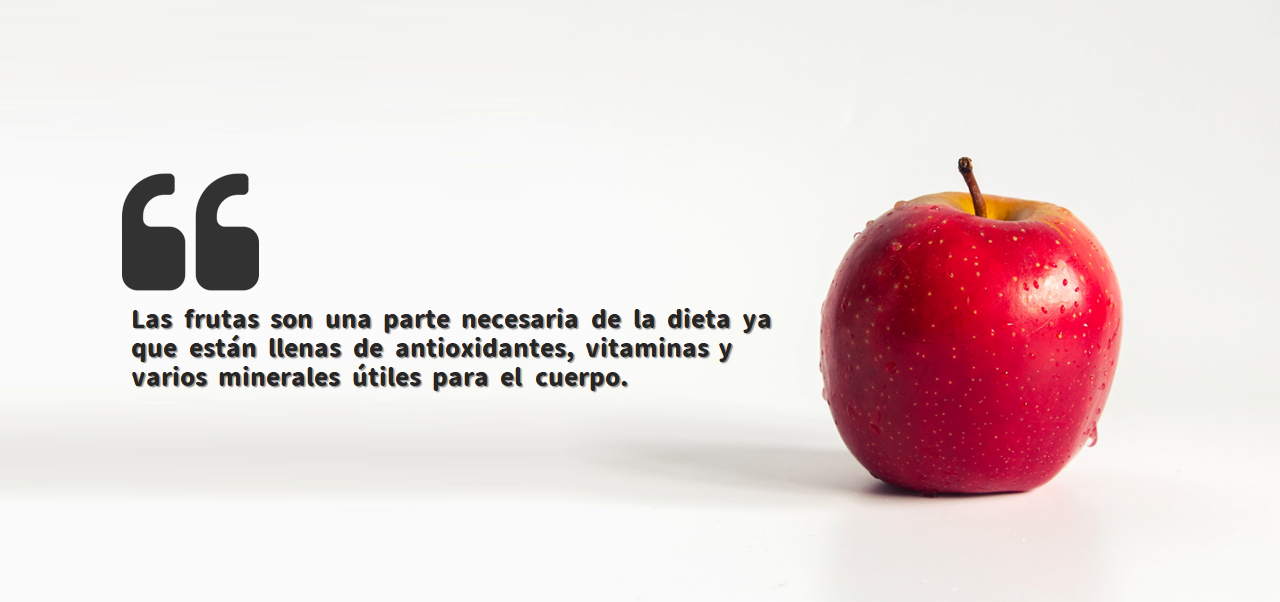 Las frutas son una parte necesaria de la dieta ya
que están llenas de antioxidantes, vitaminas y
varios minerales útiles para el cuerpo.